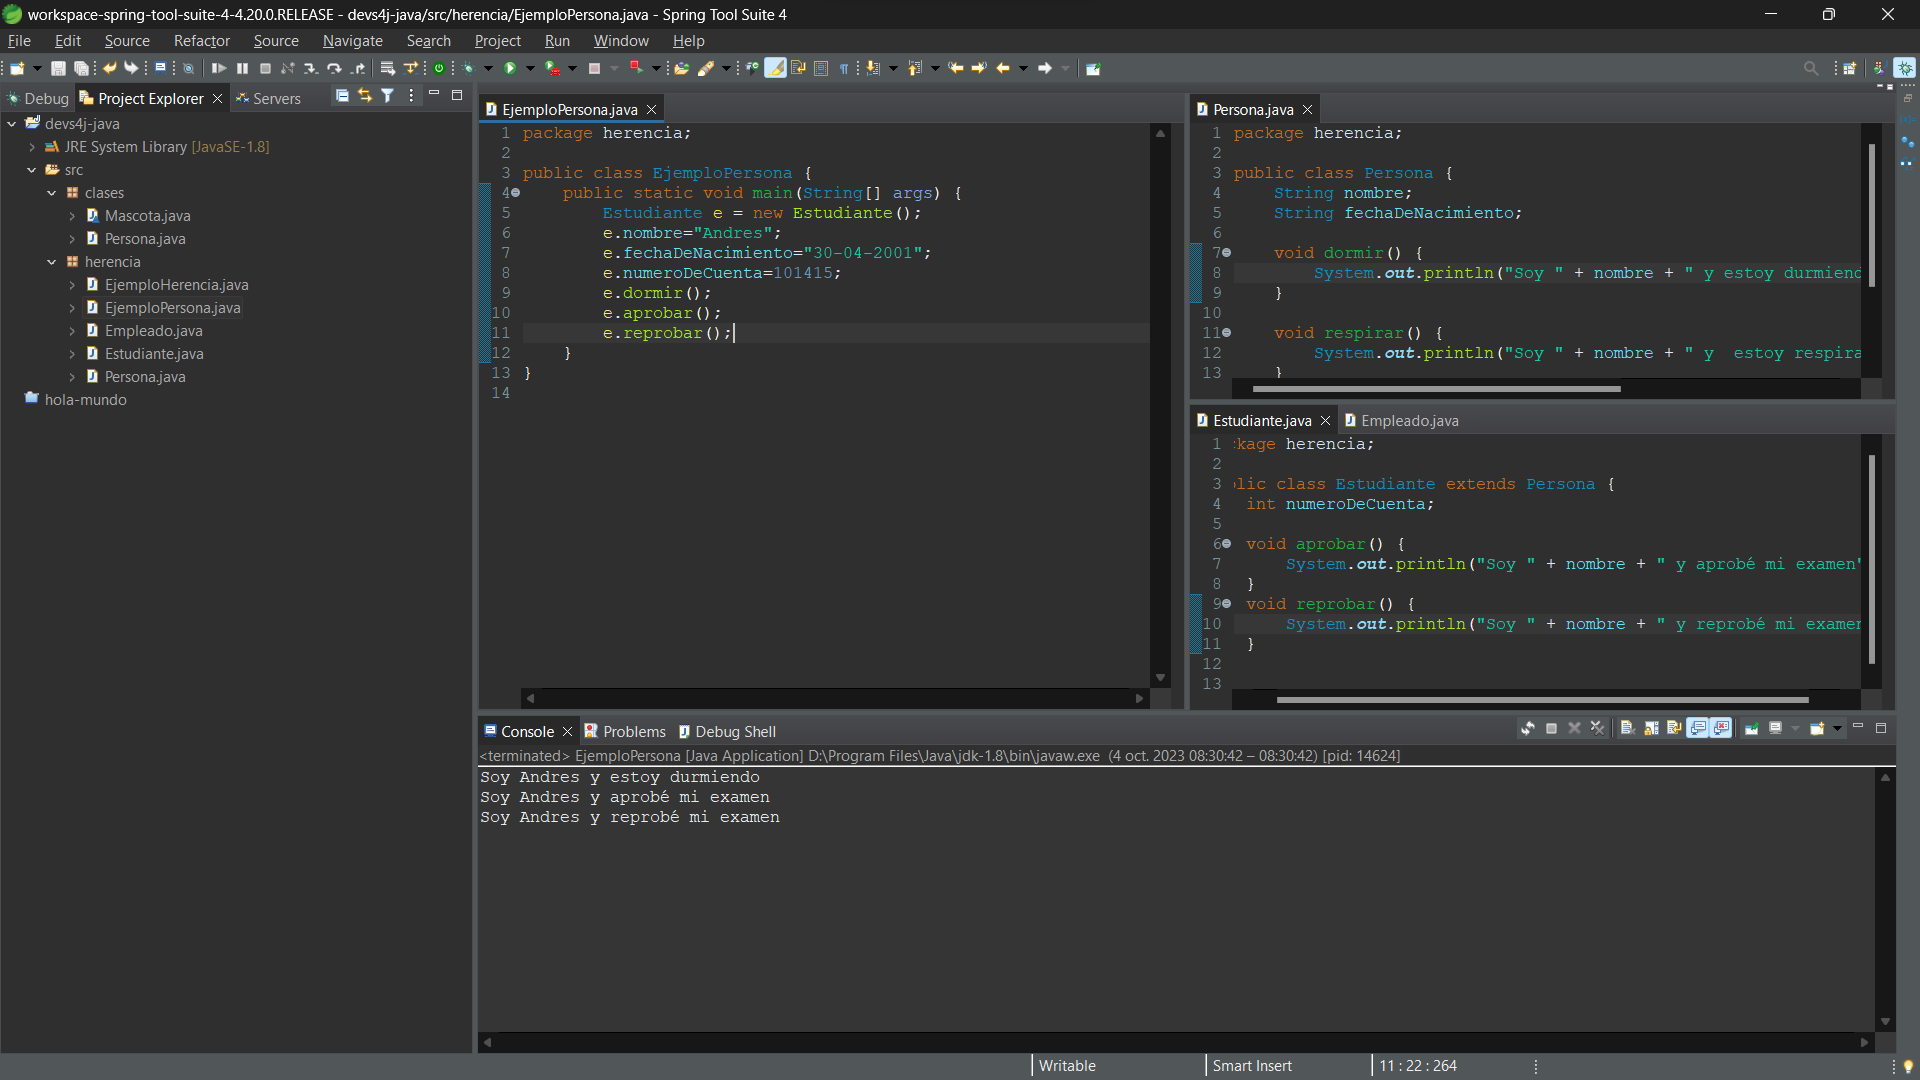 workspace-spring-tool-suite-4-4.20.0.RELEASE - devs4j-java/src/herencia/EjemploPersona.java - Spring Tool Suite 4
File Edit Source Refactor Source Navigate Search Project Run Window Help
Debug Project Explorer Servers
devs4j-java
JRE System Library [JavaSE-1.8]
src
clases
Mascota.java
Persona.java
herencia
EjemploHerencia.java
EjemploPersona.java
Empleado.java
Estudiante.java
Persona.java
hola-mundo
EjemploPersona.java
1 package herencia;
2
3 public class EjemploPersona {
4 public static void main(String[] args) {
5 Estudiante e = new Estudiante();
6 e.nombre="Andres";
7 e.fechaDeNacimiento="30-04-2001";
8 e.numeroDeCuenta=101415;
9 e.dormir();
10 e.aprobar();
11 e.reprobar();
12 }
13 }
14
Persona.java
1 package herencia;
2
3 public class Persona {
4 String nombre;
5 String fechaDeNacimiento;
6
7 void dormir() {
8 System.out.println("Soy " + nombre + " y estoy durmiend
9 }
10
11 void respirar() {
12 System.out.println("Soy " + nombre + " y  estoy respira
13 }
Estudiante.java Empleado.java
1 kage herencia;
2
3 lic class Estudiante extends Persona {
4 int numeroDeCuenta;
5
6 void aprobar() {
7 System.out.println("Soy " + nombre + " y aprobé mi examen"
8 }
9 void reprobar() {
10 System.out.println("Soy " + nombre + " y reprobé mi examen
11 }
12
13
Console Problems Debug Shell
<terminated> EjemploPersona [Java Application] D:\Program Files\Java\jdk-1.8\bin\javaw.exe (4 oct. 2023 08:30:42 – 08:30:42) [pid: 14624]
Soy Andres y estoy durmiendo
Soy Andres y aprobé mi examen
Soy Andres y reprobé mi examen
Writable Smart Insert 11 : 22 : 264